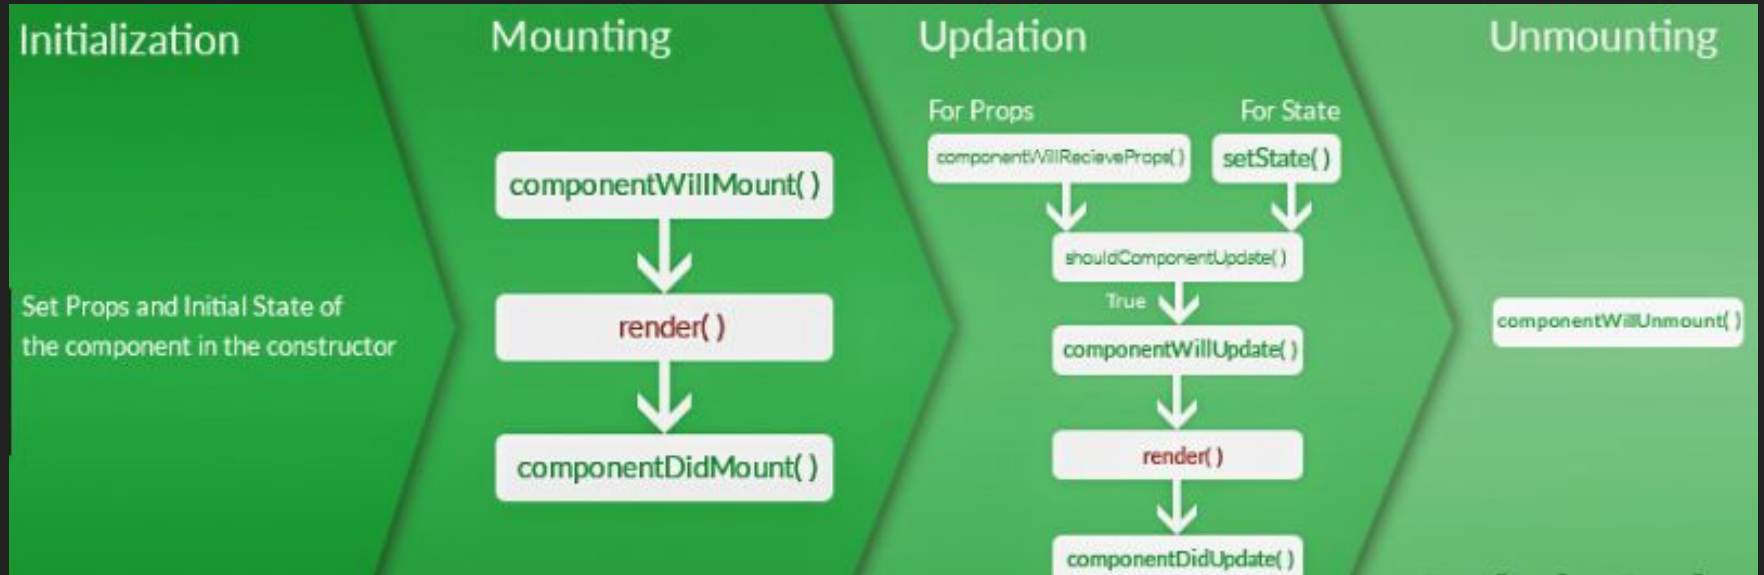 Initialization
Set Props and Initial State of
the component in the constructor
Mounting
componentWillMount( )
render( )
componentDidMount( )
Updation
For Props
For State
componentWillRecieveProps( )
setState( )
shouldComponentUpdate( )
True
componentWillUpdate( )
render( )
componentDidUpdate( )
Unmounting
componentWillUnmount( )